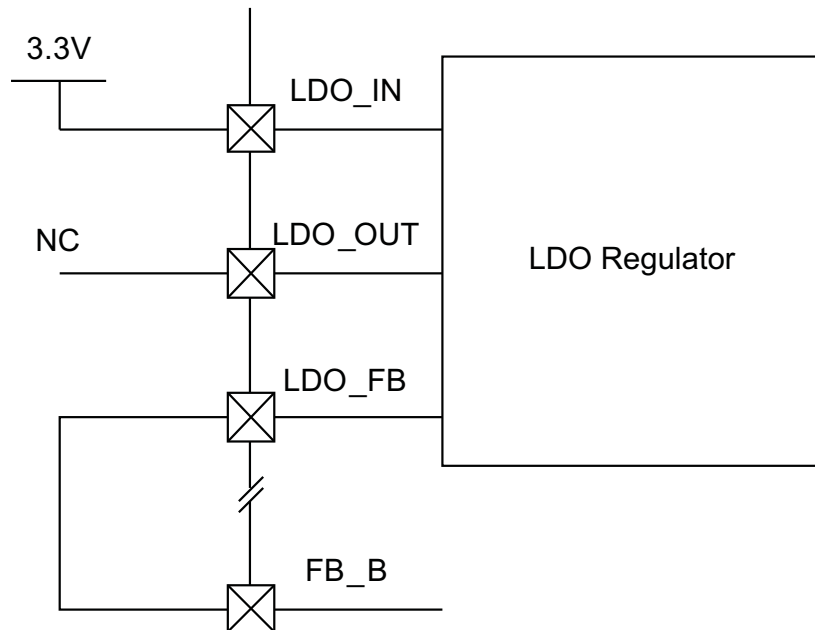 3.3V
LDO_IN
NC
LDO_OUT
LDO Regulator
LDO_FB
FB_B